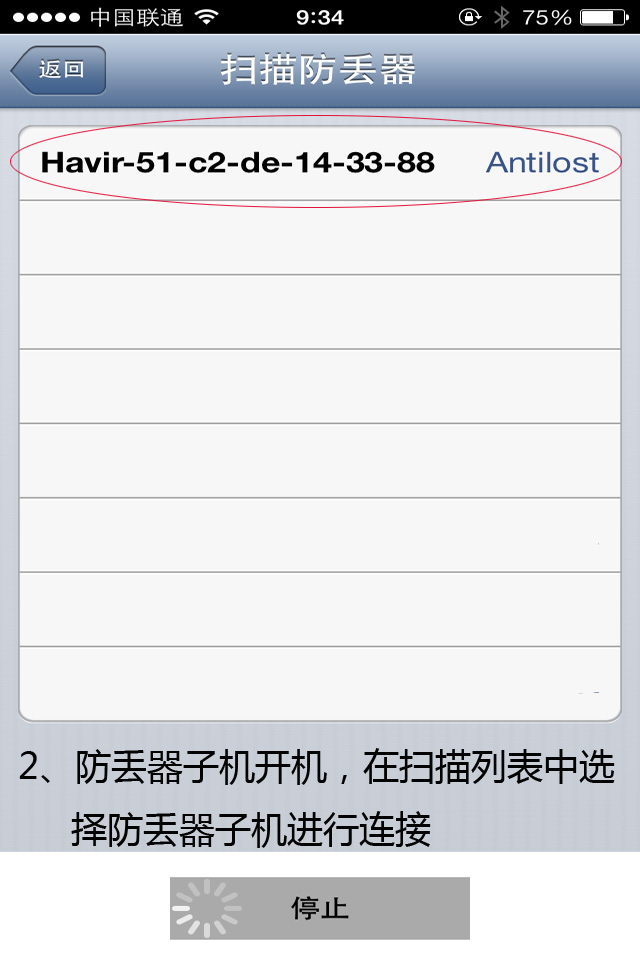 中国联通 9:34 75%
返回 扫描防丢器
Havir-51-c2-de-14-33-88 Antilost
2、防丢器子机开机，在扫描列表中选
择防丢器子机进行连接
停止